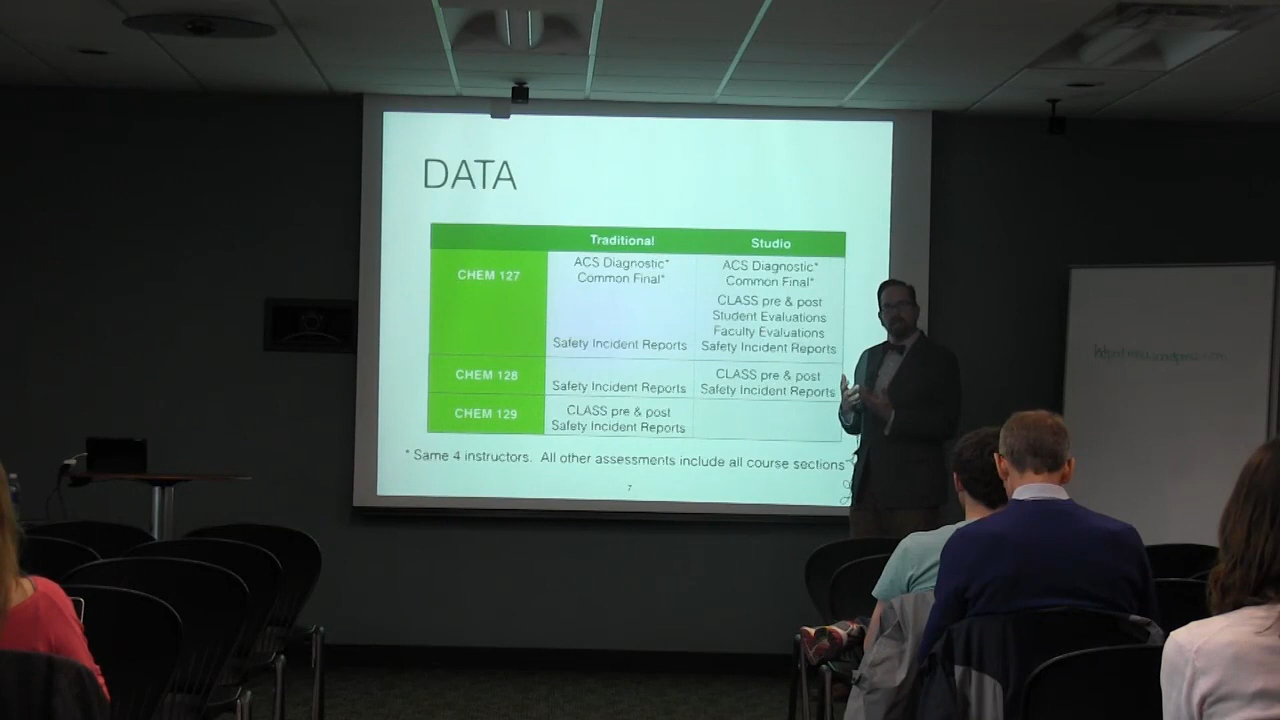 DATA
Traditional Studio
CHEM 127
ACS Diagnostic*
Common Final*
Safety Incident Reports
ACS Diagnostic*
Common Final*
CLASS pre & post
Student Evaluations
Faculty Evaluations
Safety Incident Reports
CHEM 128
Safety Incident Reports
CLASS pre & post
Safety Incident Reports
CHEM 129
CLASS pre & post
Safety Incident Reports
* Same 4 instructors. All other assessments include all course sections
7